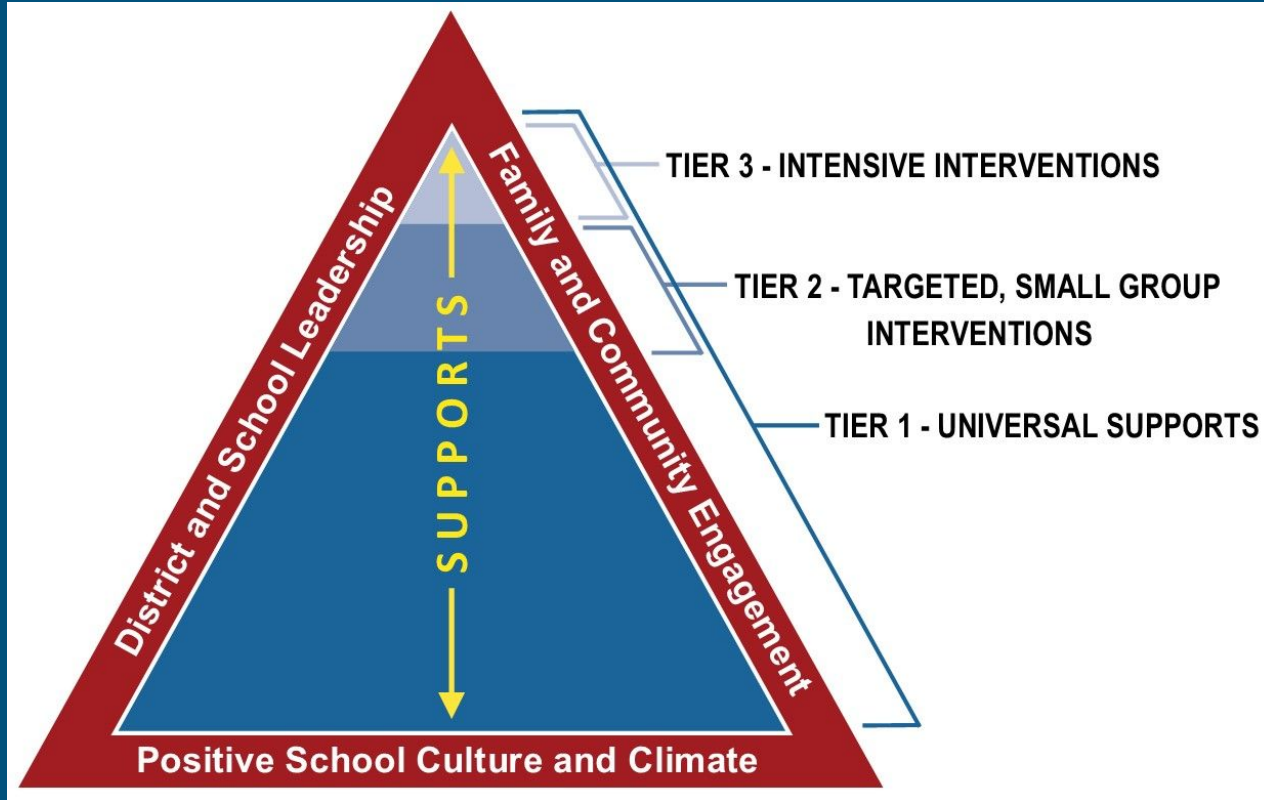 District and School Leadership
Family and Community Engagement
Positive School Culture and Climate
SUPPORTS
TIER 3 - INTENSIVE INTERVENTIONS
TIER 2 - TARGETED, SMALL GROUP
INTERVENTIONS
TIER 1 - UNIVERSAL SUPPORTS